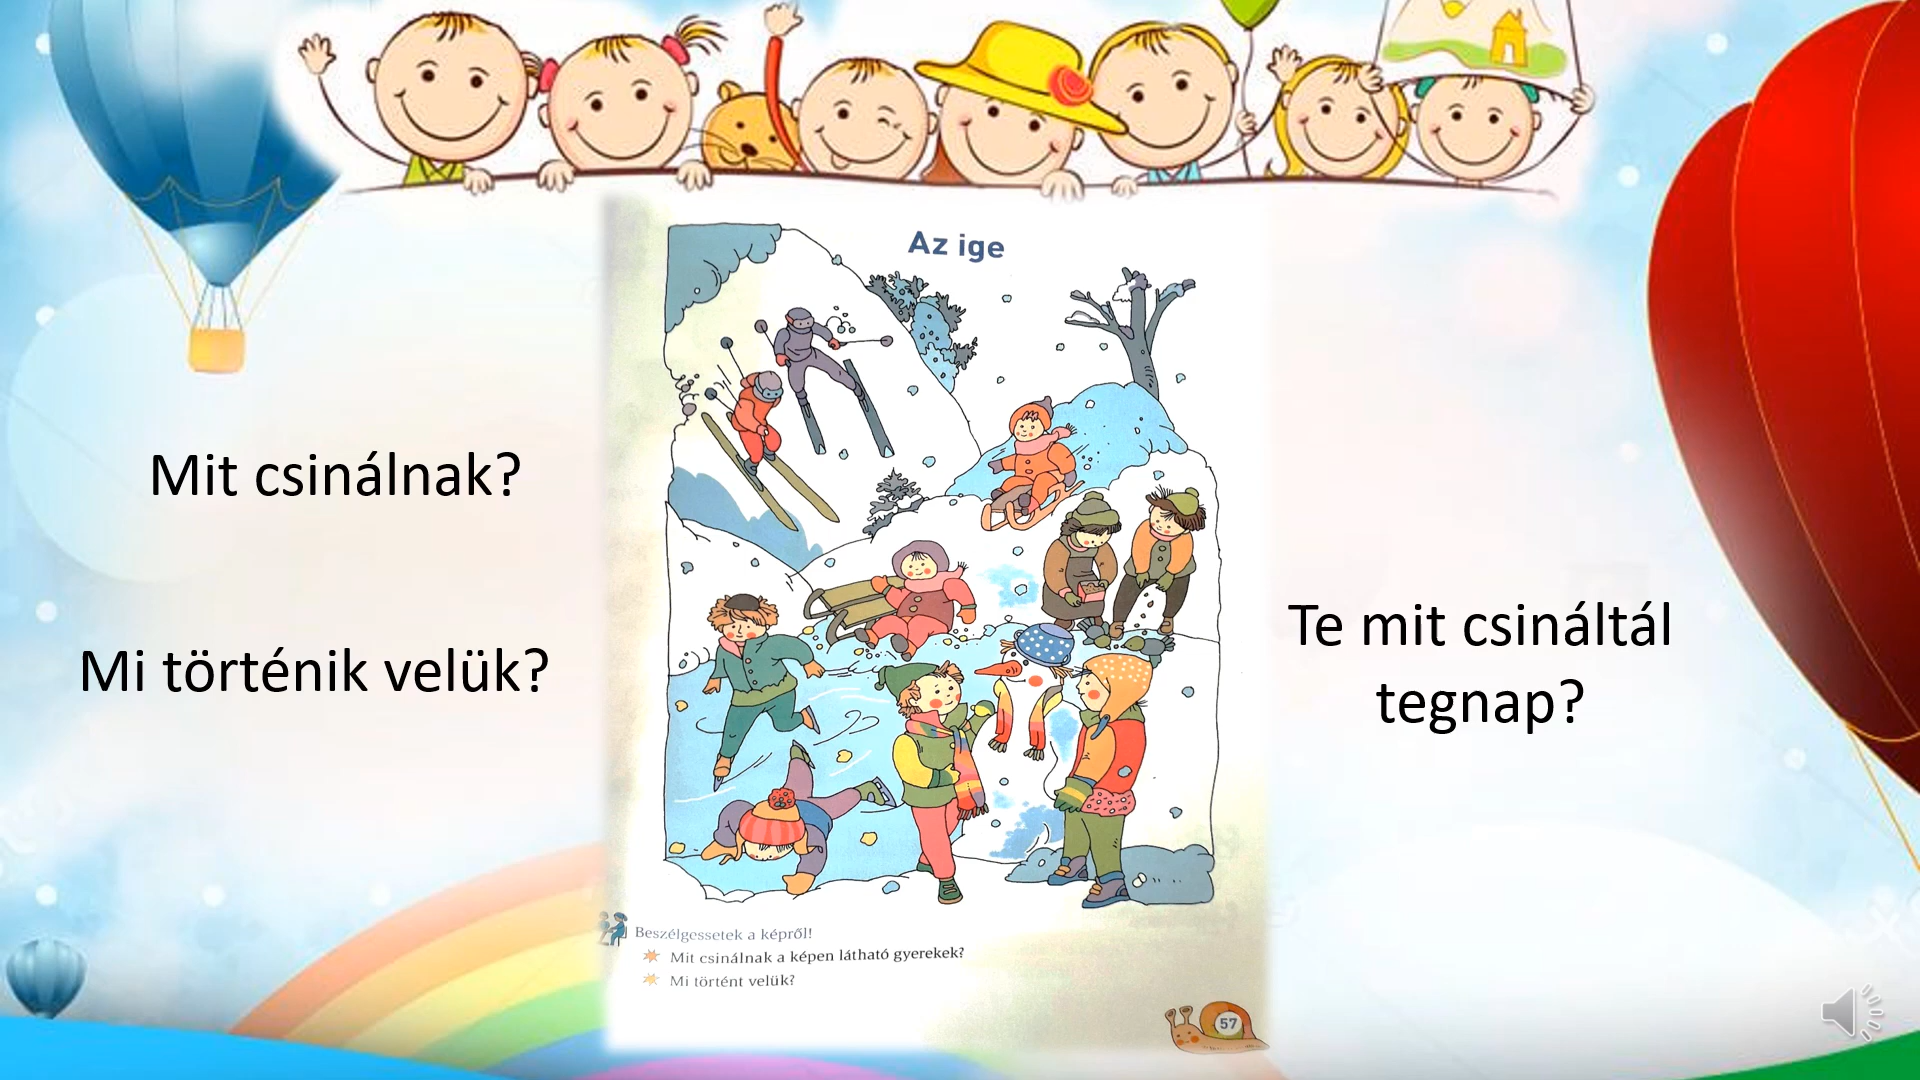 Az ige
Mit csinálnak?
Mi történik velük?
Te mit csináltál
tegnap?
Beszélgessetek a képről!
Mit csinálnak a képen látható gyerekek?
Mi történt velük?
57